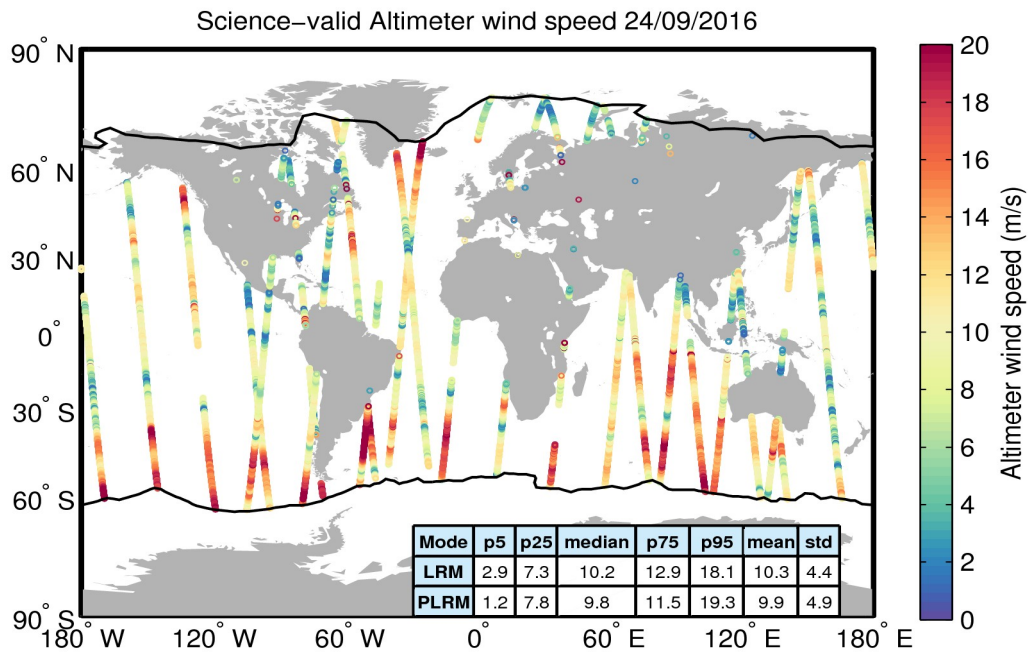 Science−valid Altimeter wind speed 24/09/2016
90° N
60° N
30° N
0°
30° S
60° S
90° S
180° W
120° W
60° W
0°
60° E
120° E
180° E
Mode p5 p25 median p75 p95 mean std
LRM 2.9 7.3 10.2 12.9 18.1 10.3 4.4
PLRM 1.2 7.8 9.8 11.5 19.3 9.9 4.9
20
18
16
14
12
10
8
6
4
2
0
Altimeter wind speed (m/s)